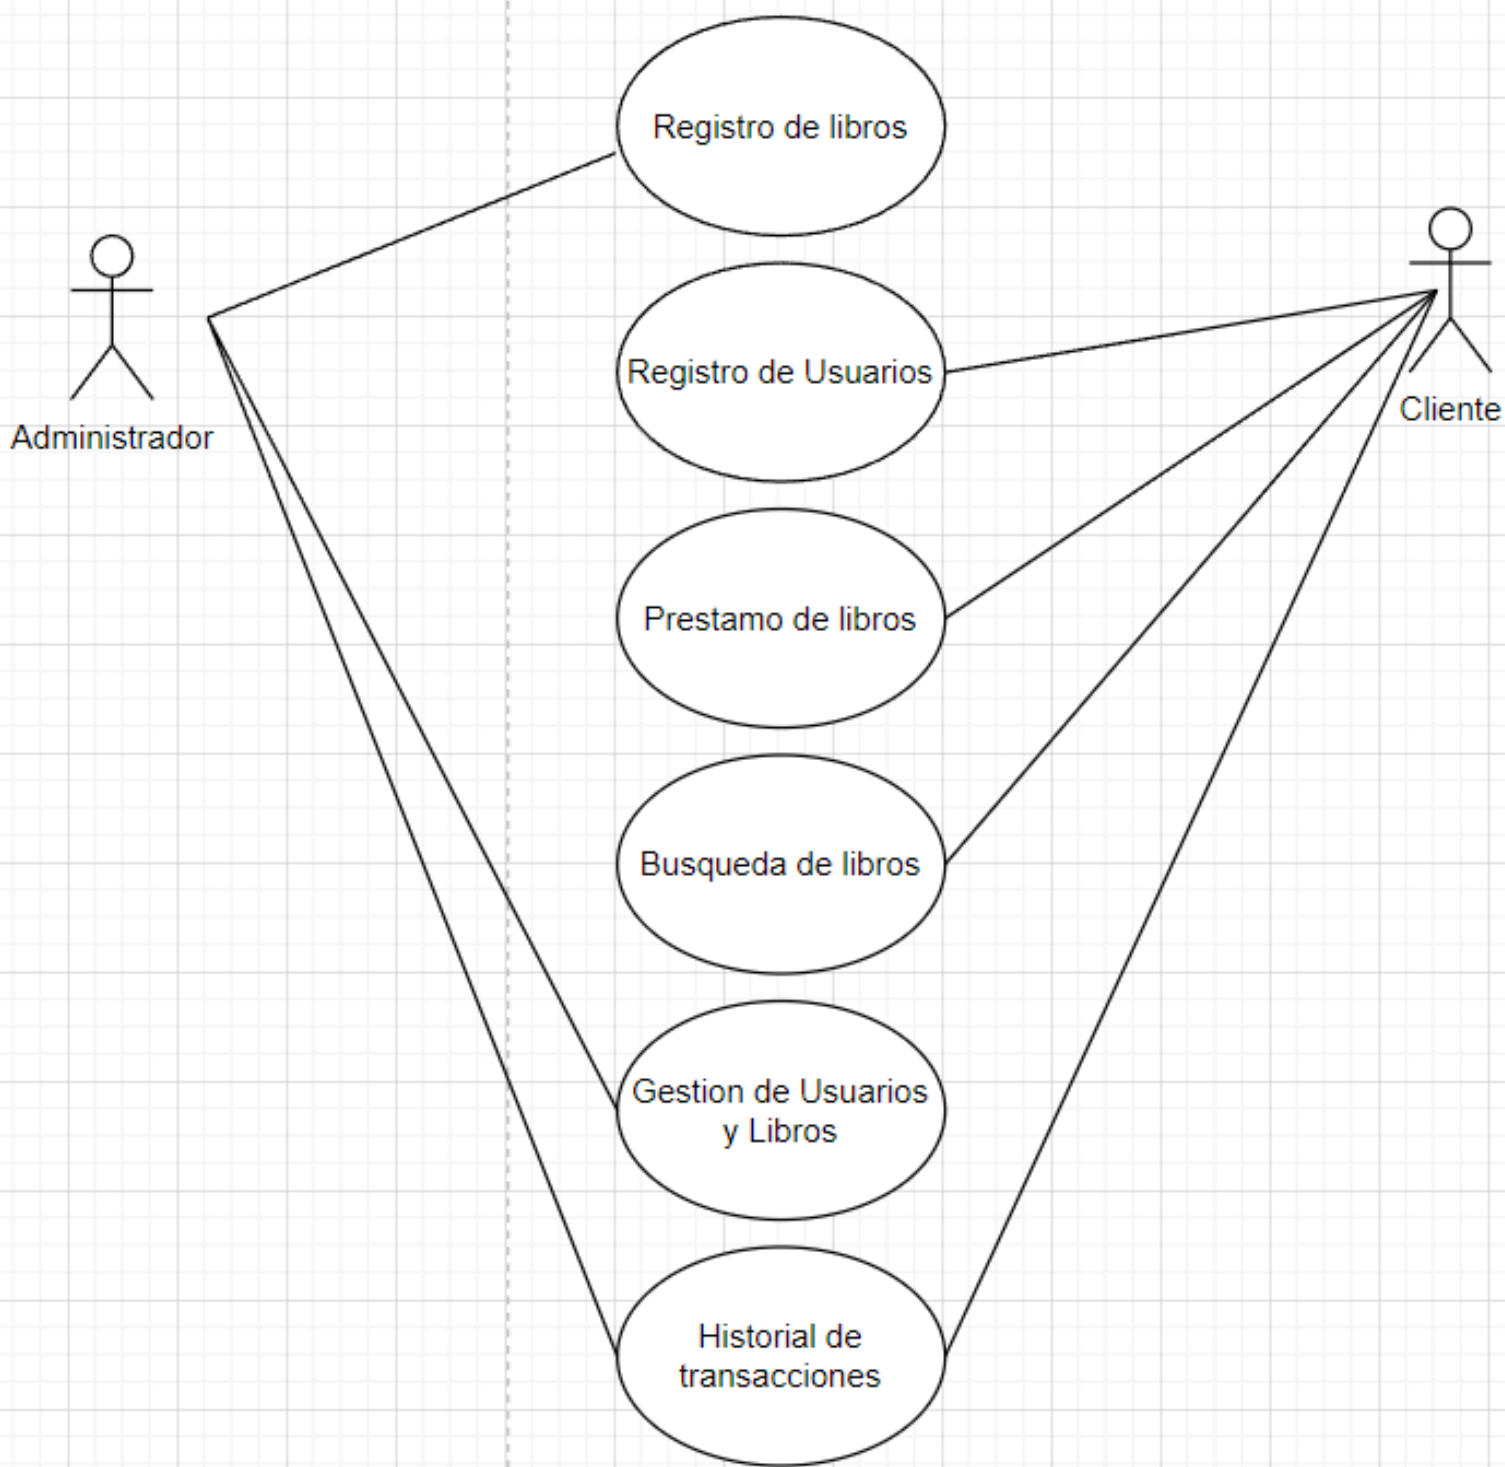 Registro de libros
Administrador
Registro de Usuarios
Cliente
Prestamo de libros
Busqueda de libros
Gestion de Usuarios
y Libros
Historial de
transacciones